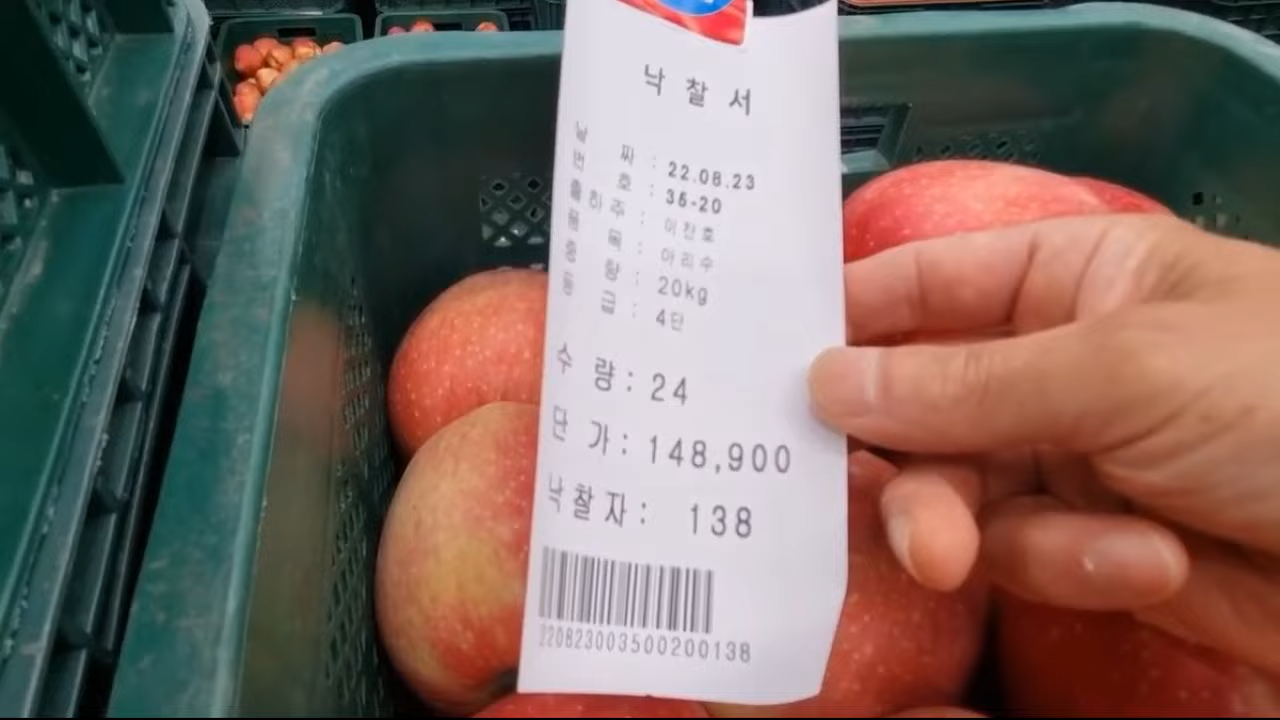 낙 찰 서
날 짜 : 22.08.23
번 호 : 35-20
출 하 주 : 이진호
품 목 : 아리수
중 량 : 20kg
등 급 : 4단
수 량 : 24
단 가 : 148,900
낙찰자 : 138
220823003500200138